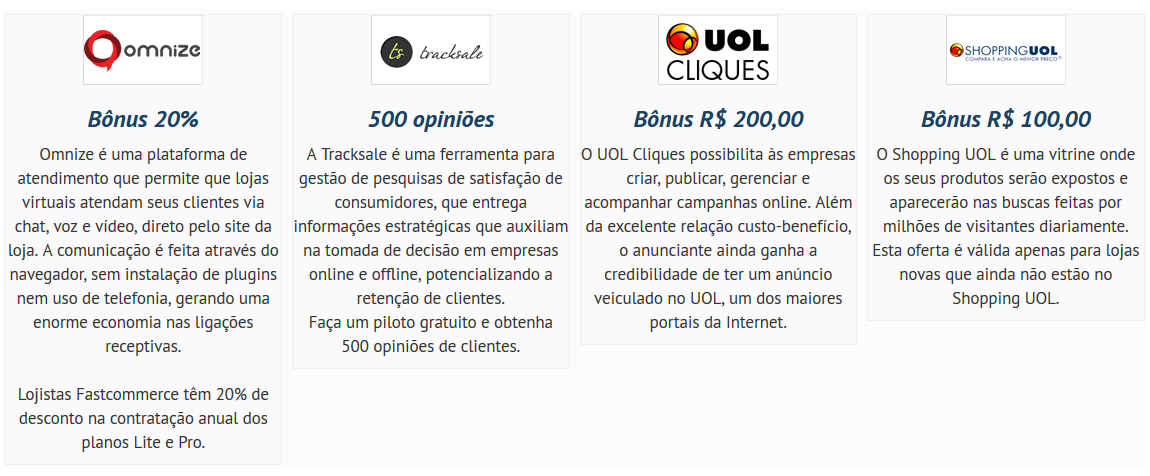 omnize
Bônus 20%
Omnize é uma plataforma de
atendimento que permite que lojas
virtuais atendam seus clientes via
chat, voz e vídeo, direto pelo site da
loja. A comunicação é feita através do
navegador, sem instalação de plugins
nem uso de telefonia, gerando uma
enorme economia nas ligações
receptivas.
Lojistas Fastcommerce têm 20% de
desconto na contratação anual dos
planos Lite e Pro.
ts tracksale
500 opiniões
A Tracksale é uma ferramenta para
gestão de pesquisas de satisfação de
consumidores, que entrega
informações estratégicas que auxiliam
na tomada de decisão em empresas
online e offline, potencializando a
retenção de clientes.
Faça um piloto gratuito e obtenha
500 opiniões de clientes.
UOL
CLIQUES
Bônus R$ 200,00
O UOL Cliques possibilita às empresas
criar, publicar, gerenciar e
acompanhar campanhas online. Além
da excelente relação custo-benefício,
o anunciante ainda ganha a
credibilidade de ter um anúncio
veiculado no UOL, um dos maiores
portais da Internet.
SHOPPINGUOL
COMPARA E ACHA O MENOR PREÇO®
Bônus R$ 100,00
O Shopping UOL é uma vitrine onde
os seus produtos serão expostos e
aparecerão nas buscas feitas por
milhões de visitantes diariamente.
Esta oferta é válida apenas para lojas
novas que ainda não estão no
Shopping UOL.